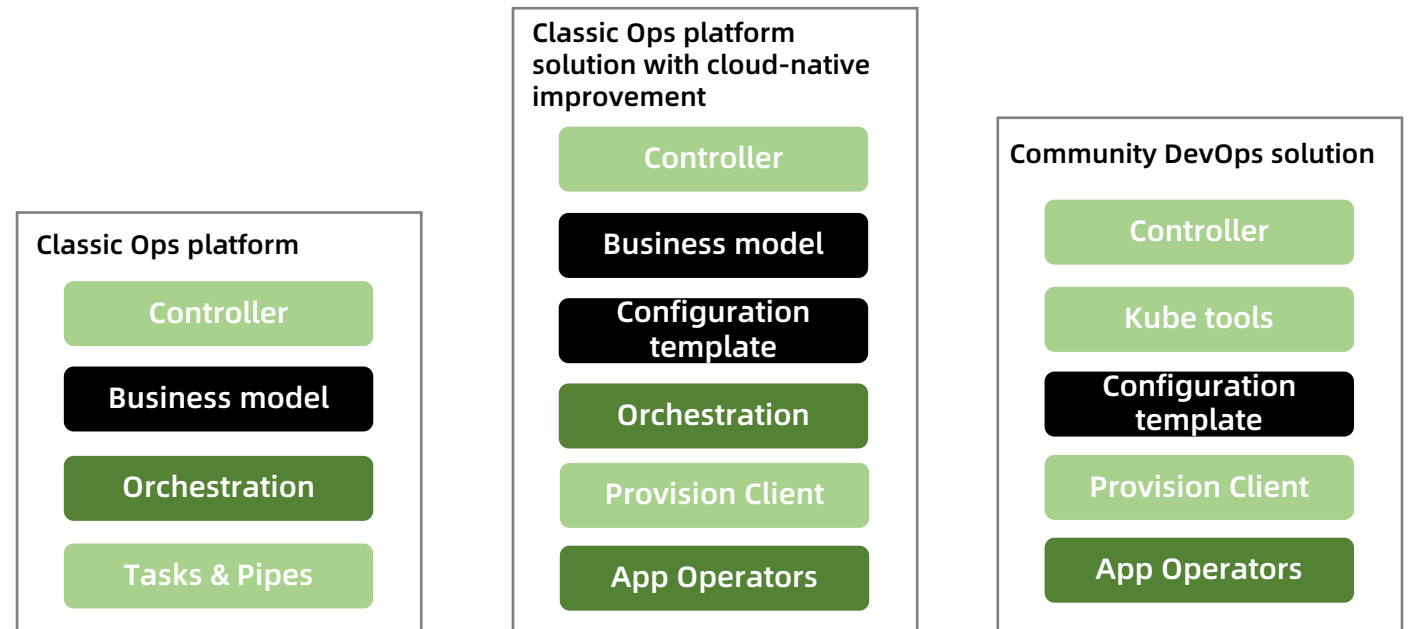 Classic Ops platform
Controller
Business model
Orchestration
Tasks & Pipes
Classic Ops platform
solution with cloud-native
improvement
Controller
Business model
Configuration
template
Orchestration
Provision Client
App Operators
Community DevOps solution
Controller
Kube tools
Configuration
template
Provision Client
App Operators